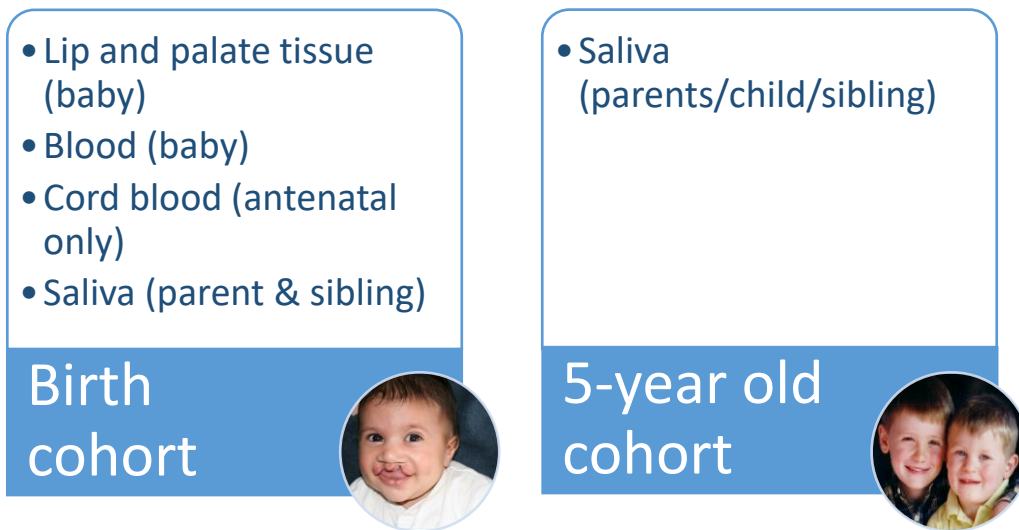 • Lip and palate tissue
(baby)
• Blood (baby)
• Cord blood (antenatal
only)
• Saliva (parent & sibling)
Birth
cohort
• Saliva
(parents/child/sibling)
5-year old
cohort